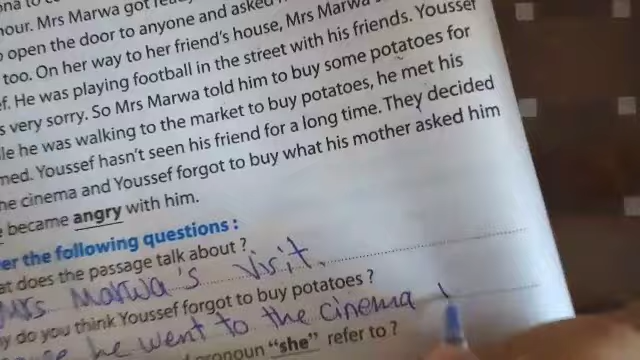 hour. Mrs Marwa got
open the door to anyone and asked
too. On her way to her friend's house, Mrs Marwa
f. He was playing football in the street with his friends. Youssef
s very sorry. So Mrs Marwa told him to buy some potatoes for
le he was walking to the market to buy potatoes, he met his
med. Youssef hasn't seen his friend for a long time. They decided
he cinema and Youssef forgot to buy what his mother asked him
became angry with him.
er the following questions :
at does the passage talk about ?
Mrs Marwa's visit.
y do you think Youssef forgot to buy potatoes ?
he went to the cinema
pronoun "she" refer to ?